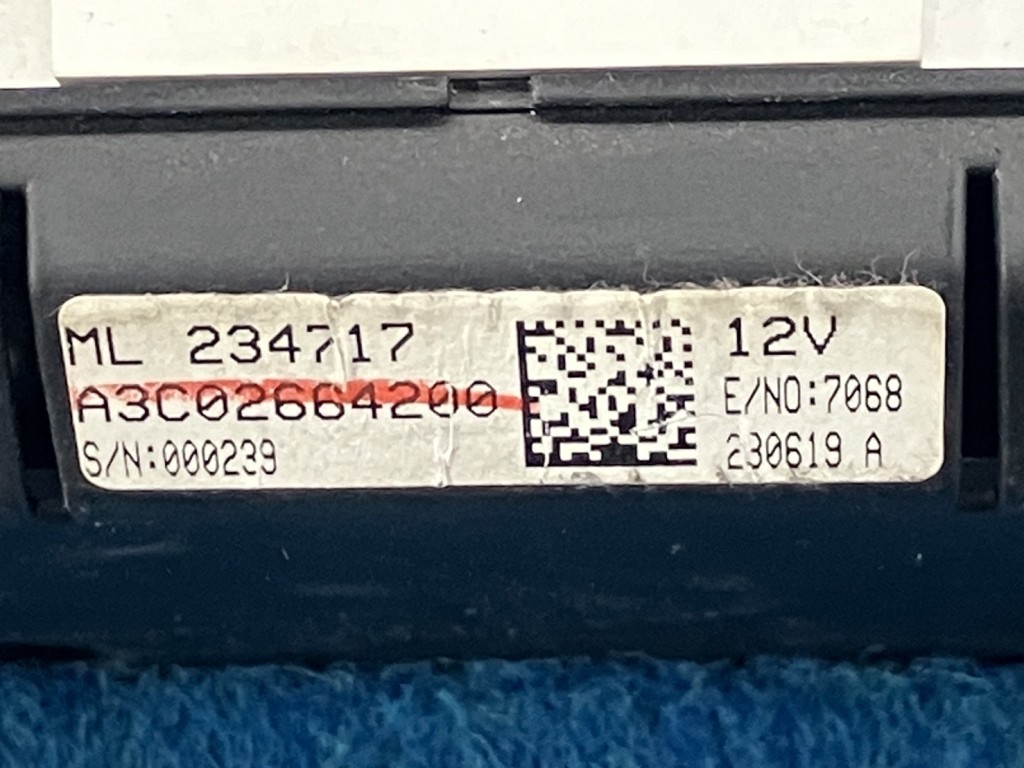 ML 234717
A3C02664200
S/N:000239
12V
E/NO:7068
230619 A